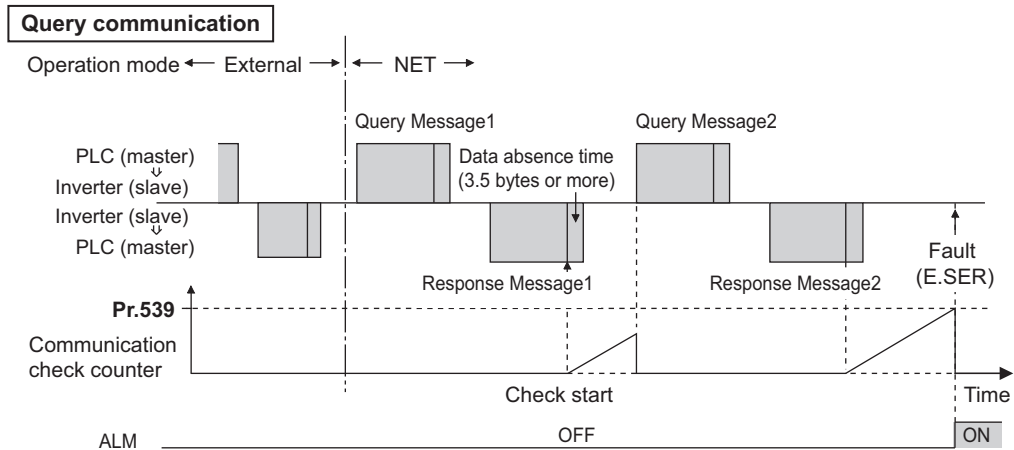 Query communication
Operation mode External NET
Query Message1 Query Message2
PLC (master)
Inverter (slave)
Inverter (slave)
PLC (master)
Data absence time
(3.5 bytes or more)
Response Message1 Response Message2
Fault
(E.SER)
Pr.539
Communication
check counter
Check start
Time
ALM OFF ON